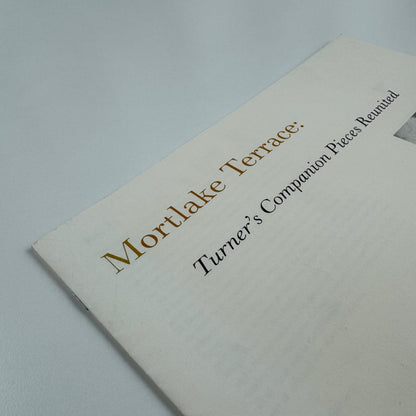 Mortlake Terrace:
Turner's Companion Pieces Reunited